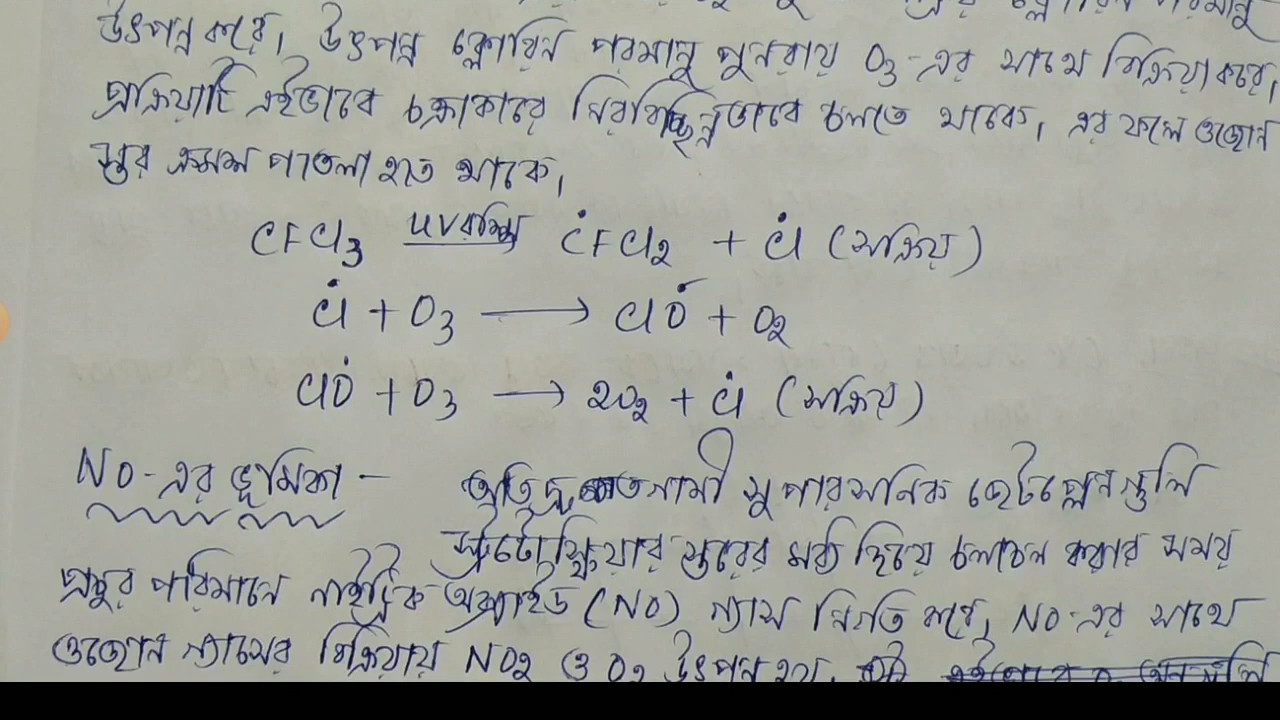 উৎপন্ন করে। উৎপন্ন ক্লোরিন পরমানু পুনরায় O₃-এর সাথে বিক্রিয়া করে।
প্রক্রিয়াটি এইভাবে চক্রাকারে নিরবিচ্ছিন্নভাবে চলতে থাকে। এর ফলে ওজোন
স্তর ক্রমশ পাতলা হতে থাকে।
CFCl₃ UV রশ্মি ĊFCl₂ + Ċl (সক্রিয়)
Ċl + O₃ ⟶ ClȮ + O₂
ClȮ + O₃ ⟶ 2O₂ + Ċl (সক্রিয়)
NO-এর ভূমিকা – অতি দ্রুতগামী সুপারসনিক জেটপ্লেনগুলি
স্ট্রাটোস্ফিয়ার স্তরের মধ্য দিয়ে চলাচল করার সময়
প্রচুর পরিমানে নাইট্রিক অক্সাইড (NO) গ্যাস নির্গত করে, NO-এর সাথে
ওজোন গ্যাসের বিক্রিয়ায় NO₂ ও O₂ উৎপন্ন হয়।